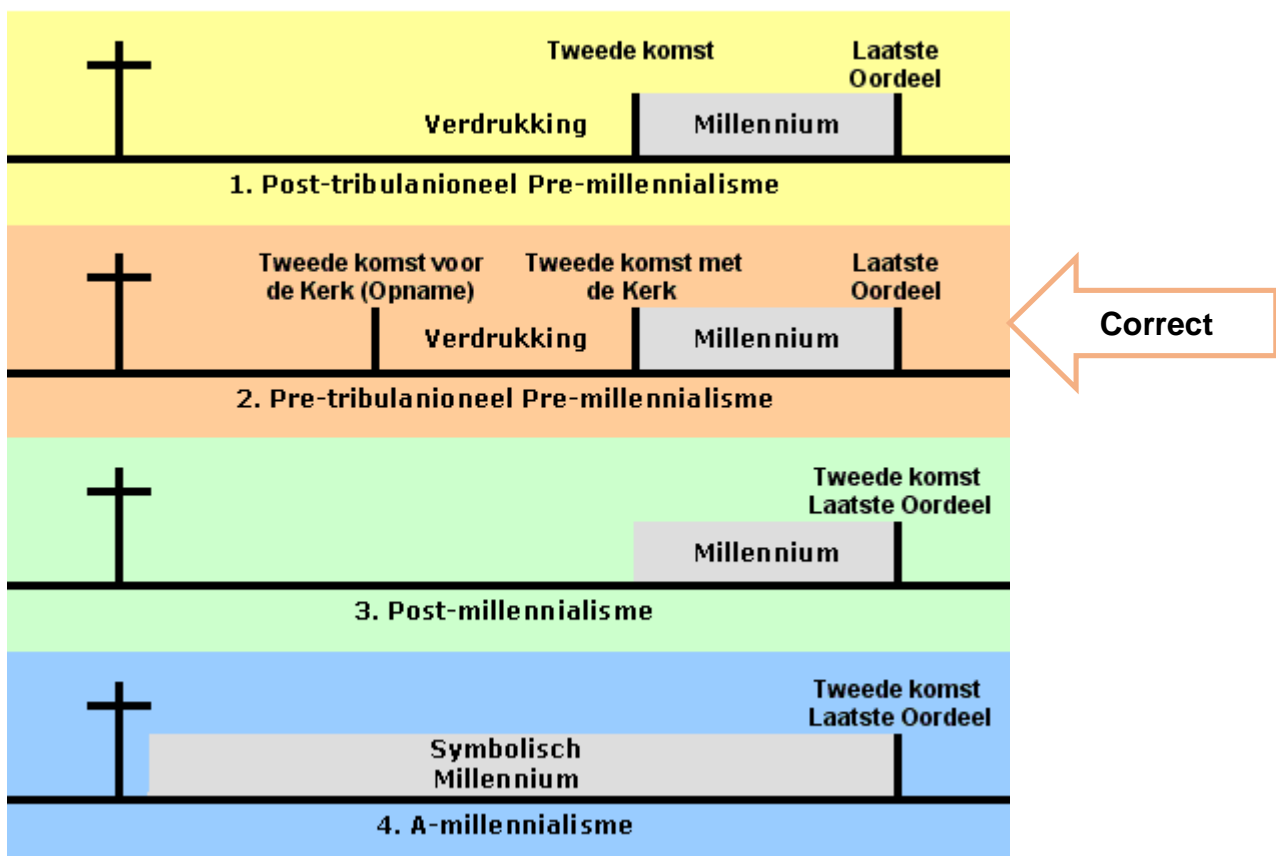 Tweede komst
Laatste
Oordeel
Verdrukking
Millennium
1. Post-tribulanioneel Pre-millennialisme
Tweede komst voor
de Kerk (Opname)
Tweede komst met
de Kerk
Laatste
Oordeel
Verdrukking
Millennium
Correct
2. Pre-tribulanioneel Pre-millennialisme
Tweede komst
Laatste Oordeel
Millennium
3. Post-millennialisme
Tweede komst
Laatste Oordeel
Symbolisch
Millennium
4. A-millennialisme